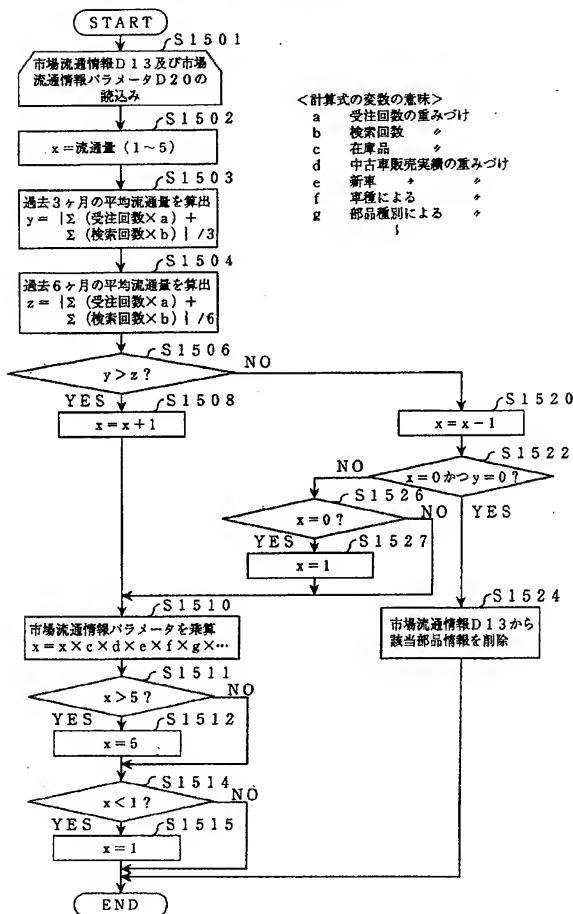 START
S1501
市場流通情報D13及び市場
流通情報パラメータD20の
読込み
S1502
x=流通量(1~5)
S1503
過去3ヶ月の平均流通量を算出
y={Σ(受注回数×a)+
Σ(検索回数×b)}/3
S1504
過去6ヶ月の平均流通量を算出
z={Σ(受注回数×a)+
Σ(検索回数×b)}/6
<計算式の変数の意味>
a 受注回数の重みづけ
b 検索回数 〃
c 在庫品 〃
d 中古車販売実績の重みづけ
e 新車 〃 〃
f 車種による 〃
g 部品種別による 〃
≀
S1506
y>z?
NO
YES
S1508
x=x+1
S1520
x=x-1
S1522
x=0かつy=0?
NO
YES
S1526
x=0?
NO
YES
S1527
x=1
S1524
市場流通情報D13から
該当部品情報を削除
S1510
市場流通情報パラメータを乗算
x=x×c×d×e×f×g×…
S1511
x>5?
NO
YES
S1512
x=5
S1514
x<1?
NO
YES
S1515
x=1
END